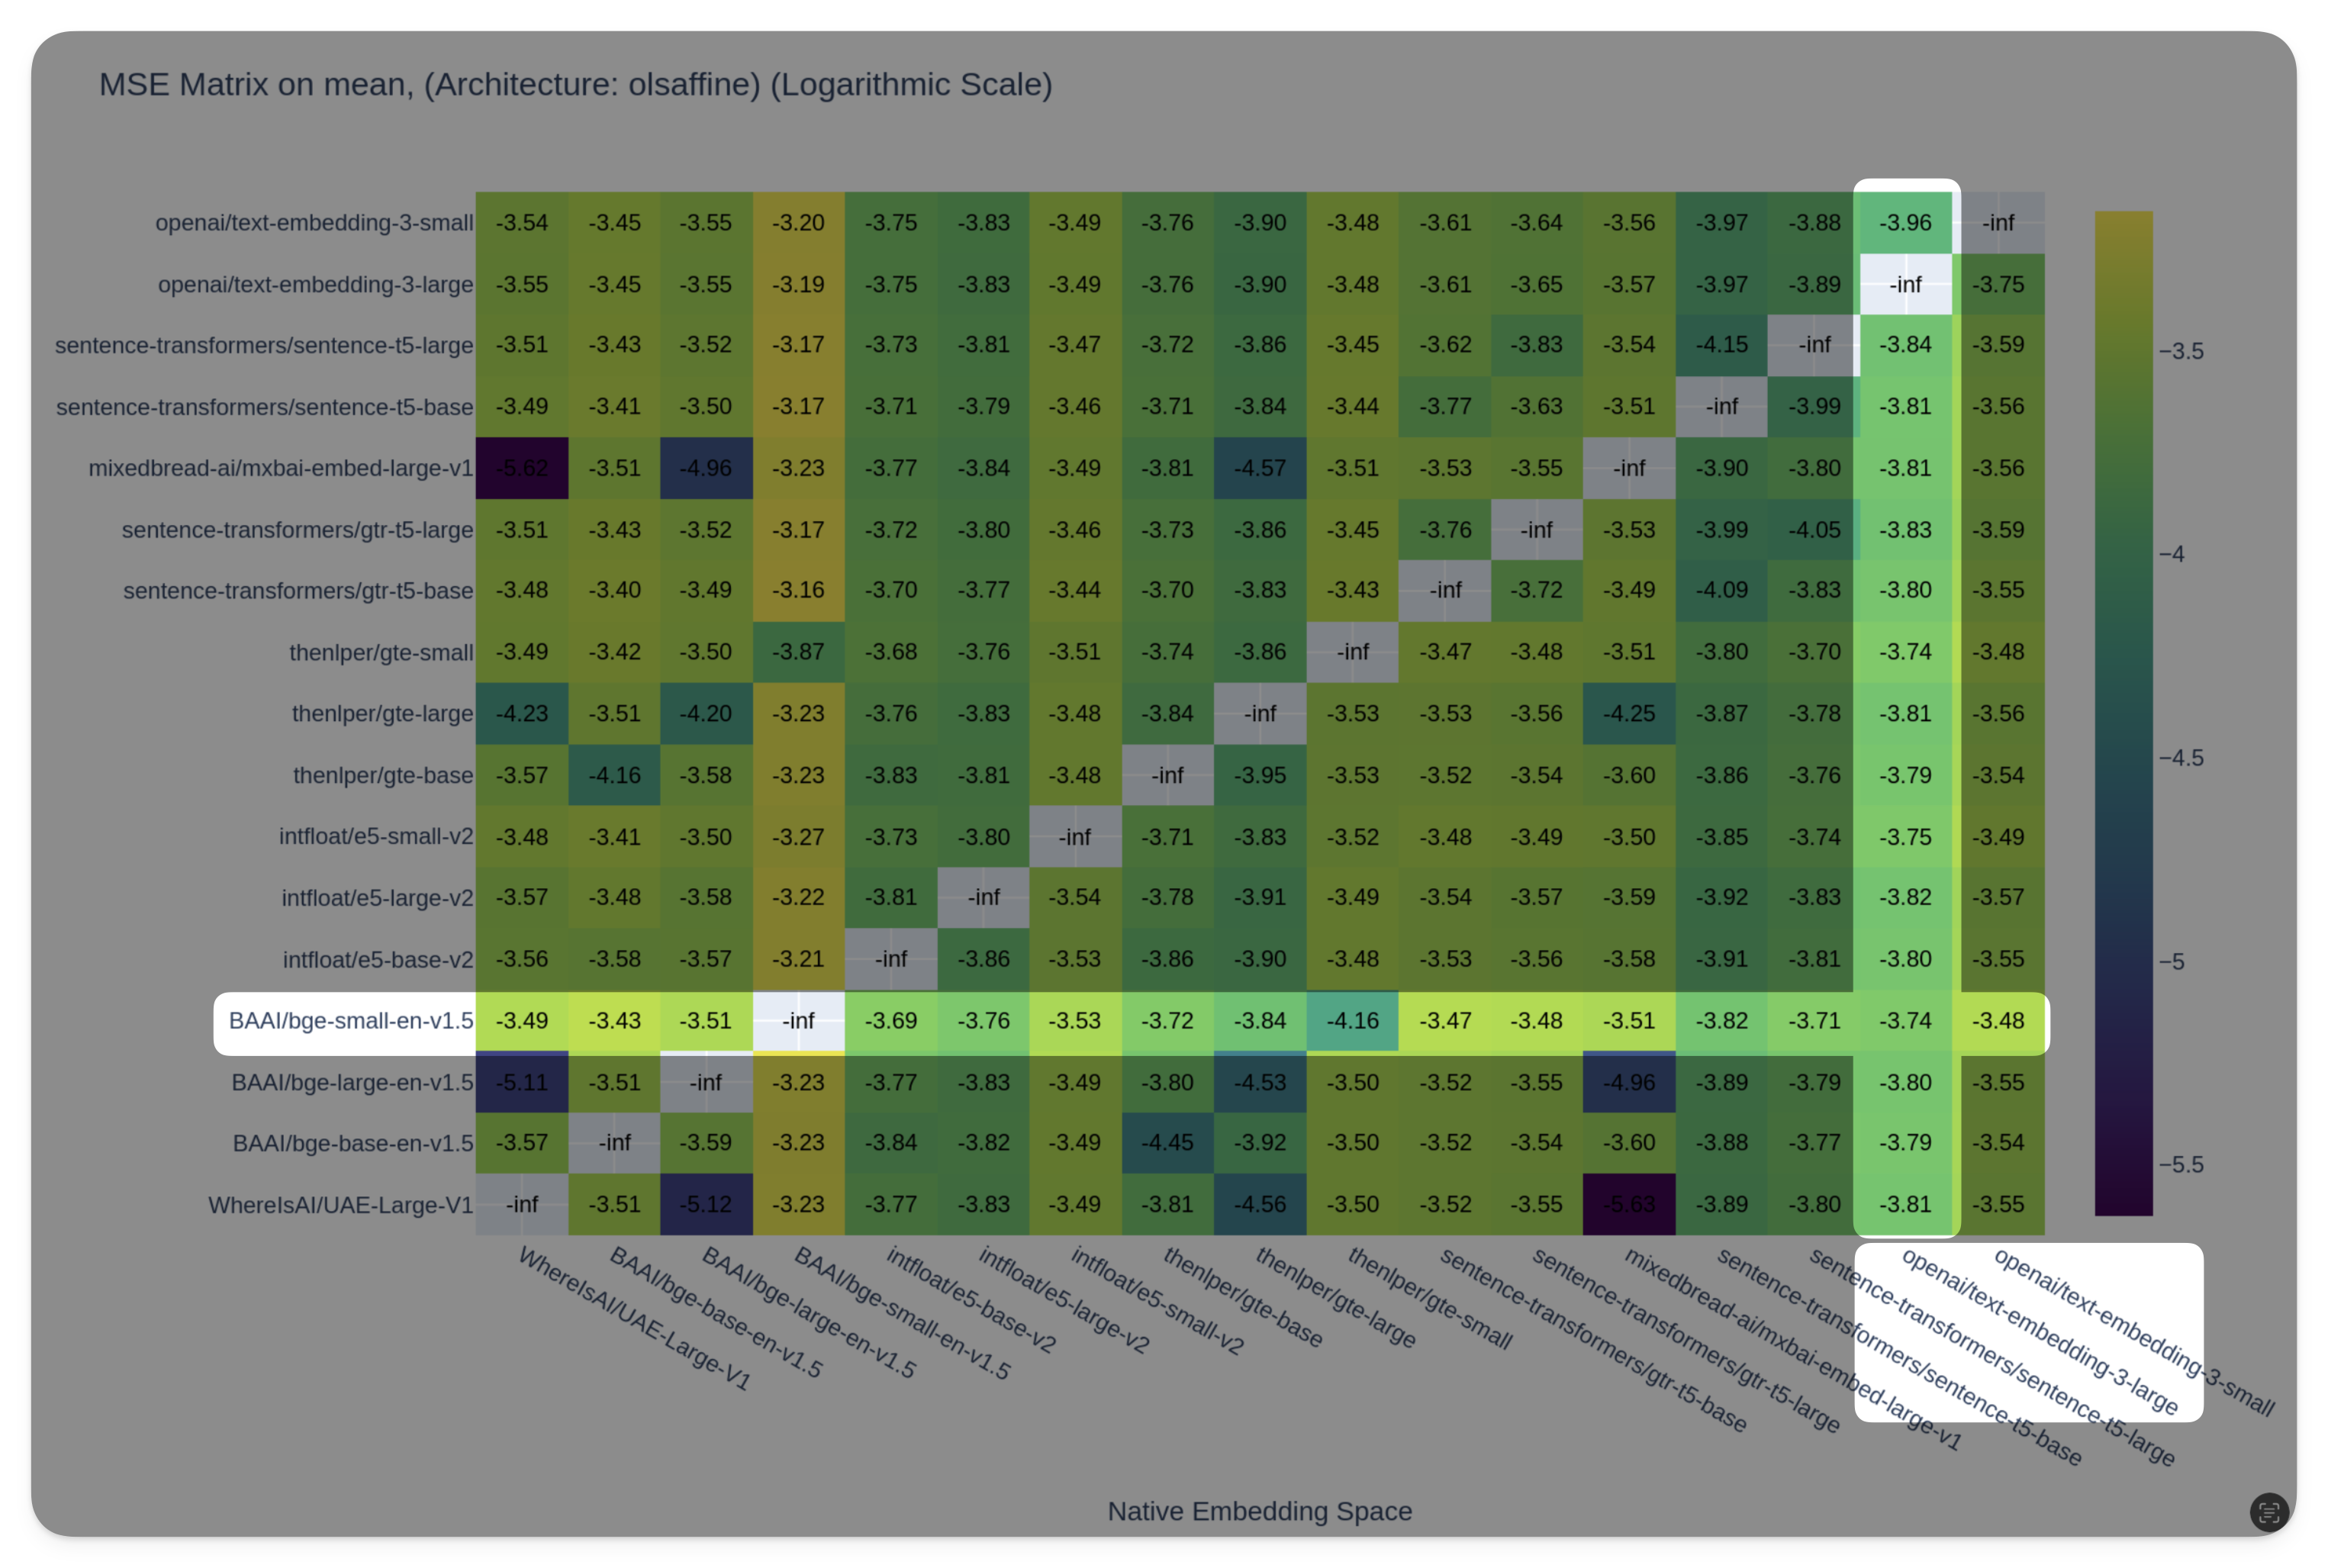 MSE Matrix on mean, (Architecture: olsaffine) (Logarithmic Scale)
openai/text-embedding-3-small -3.54 -3.45 -3.55 -3.20 -3.75 -3.83 -3.49 -3.76 -3.90 -3.48 -3.61 -3.64 -3.56 -3.97 -3.88 -3.96 -inf
openai/text-embedding-3-large -3.55 -3.45 -3.55 -3.19 -3.75 -3.83 -3.49 -3.76 -3.90 -3.48 -3.61 -3.65 -3.57 -3.97 -3.89 -inf -3.75
sentence-transformers/sentence-t5-large -3.51 -3.43 -3.52 -3.17 -3.73 -3.81 -3.47 -3.72 -3.86 -3.45 -3.62 -3.83 -3.54 -4.15 -inf -3.84 -3.59
sentence-transformers/sentence-t5-base -3.49 -3.41 -3.50 -3.17 -3.71 -3.79 -3.46 -3.71 -3.84 -3.44 -3.77 -3.63 -3.51 -inf -3.99 -3.81 -3.56
mixedbread-ai/mxbai-embed-large-v1 -5.62 -3.51 -4.96 -3.23 -3.77 -3.84 -3.49 -3.81 -4.57 -3.51 -3.53 -3.55 -inf -3.90 -3.80 -3.81 -3.56
sentence-transformers/gtr-t5-large -3.51 -3.43 -3.52 -3.17 -3.72 -3.80 -3.46 -3.73 -3.86 -3.45 -3.76 -inf -3.53 -3.99 -4.05 -3.83 -3.59
sentence-transformers/gtr-t5-base -3.48 -3.40 -3.49 -3.16 -3.70 -3.77 -3.44 -3.70 -3.83 -3.43 -inf -3.72 -3.49 -4.09 -3.83 -3.80 -3.55
thenlper/gte-small -3.49 -3.42 -3.50 -3.87 -3.68 -3.76 -3.51 -3.74 -3.86 -inf -3.47 -3.48 -3.51 -3.80 -3.70 -3.74 -3.48
thenlper/gte-large -4.23 -3.51 -4.20 -3.23 -3.76 -3.83 -3.48 -3.84 -inf -3.53 -3.53 -3.56 -4.25 -3.87 -3.78 -3.81 -3.56
thenlper/gte-base -3.57 -4.16 -3.58 -3.23 -3.83 -3.81 -3.48 -inf -3.95 -3.53 -3.52 -3.54 -3.60 -3.86 -3.76 -3.79 -3.54
intfloat/e5-small-v2 -3.48 -3.41 -3.50 -3.27 -3.73 -3.80 -inf -3.71 -3.83 -3.52 -3.48 -3.49 -3.50 -3.85 -3.74 -3.75 -3.49
intfloat/e5-large-v2 -3.57 -3.48 -3.58 -3.22 -3.81 -inf -3.54 -3.78 -3.91 -3.49 -3.54 -3.57 -3.59 -3.92 -3.83 -3.82 -3.57
intfloat/e5-base-v2 -3.56 -3.58 -3.57 -3.21 -inf -3.86 -3.53 -3.86 -3.90 -3.48 -3.53 -3.56 -3.58 -3.91 -3.81 -3.80 -3.55
BAAI/bge-small-en-v1.5 -3.49 -3.43 -3.51 -inf -3.69 -3.76 -3.53 -3.72 -3.84 -4.16 -3.47 -3.48 -3.51 -3.82 -3.71 -3.74 -3.48
BAAI/bge-large-en-v1.5 -5.11 -3.51 -inf -3.23 -3.77 -3.83 -3.49 -3.80 -4.53 -3.50 -3.52 -3.55 -4.96 -3.89 -3.79 -3.80 -3.55
BAAI/bge-base-en-v1.5 -3.57 -inf -3.59 -3.23 -3.84 -3.82 -3.49 -4.45 -3.92 -3.50 -3.52 -3.54 -3.60 -3.88 -3.77 -3.79 -3.54
WhereIsAI/UAE-Large-V1 -inf -3.51 -5.12 -3.23 -3.77 -3.83 -3.49 -3.81 -4.56 -3.50 -3.52 -3.55 -5.63 -3.89 -3.80 -3.81 -3.55
−3.5
−4
−4.5
−5
−5.5
WhereIsAI/UAE-Large-V1
BAAI/bge-base-en-v1.5
BAAI/bge-large-en-v1.5
BAAI/bge-small-en-v1.5
intfloat/e5-base-v2
intfloat/e5-large-v2
intfloat/e5-small-v2
thenlper/gte-base
thenlper/gte-large
thenlper/gte-small
sentence-transformers/gtr-t5-base
sentence-transformers/gtr-t5-large
mixedbread-ai/mxbai-embed-large-v1
sentence-transformers/sentence-t5-base
sentence-transformers/sentence-t5-large
openai/text-embedding-3-large
openai/text-embedding-3-small
Native Embedding Space